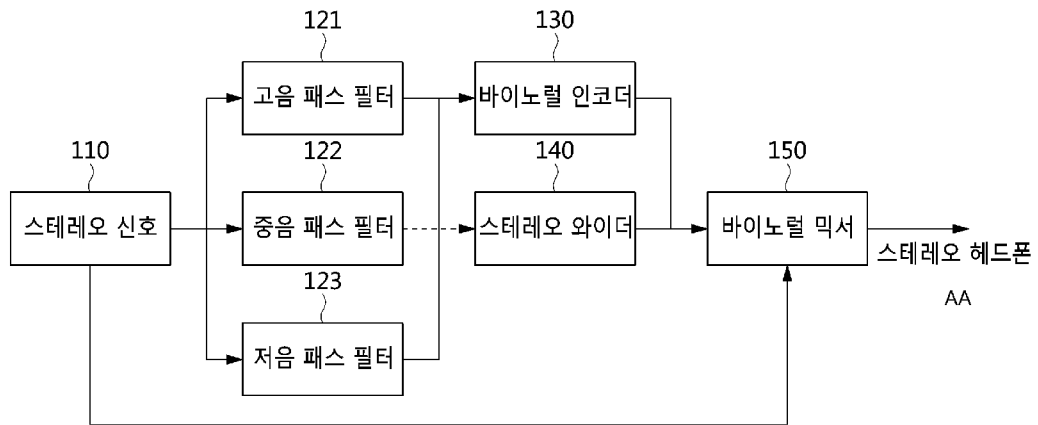 121
130
고음 패스 필터
바이노럴 인코더
110
122
140
150
스테레오 신호
중음 패스 필터
스테레오 와이더
바이노럴 믹서
스테레오 헤드폰
AA
123
저음 패스 필터